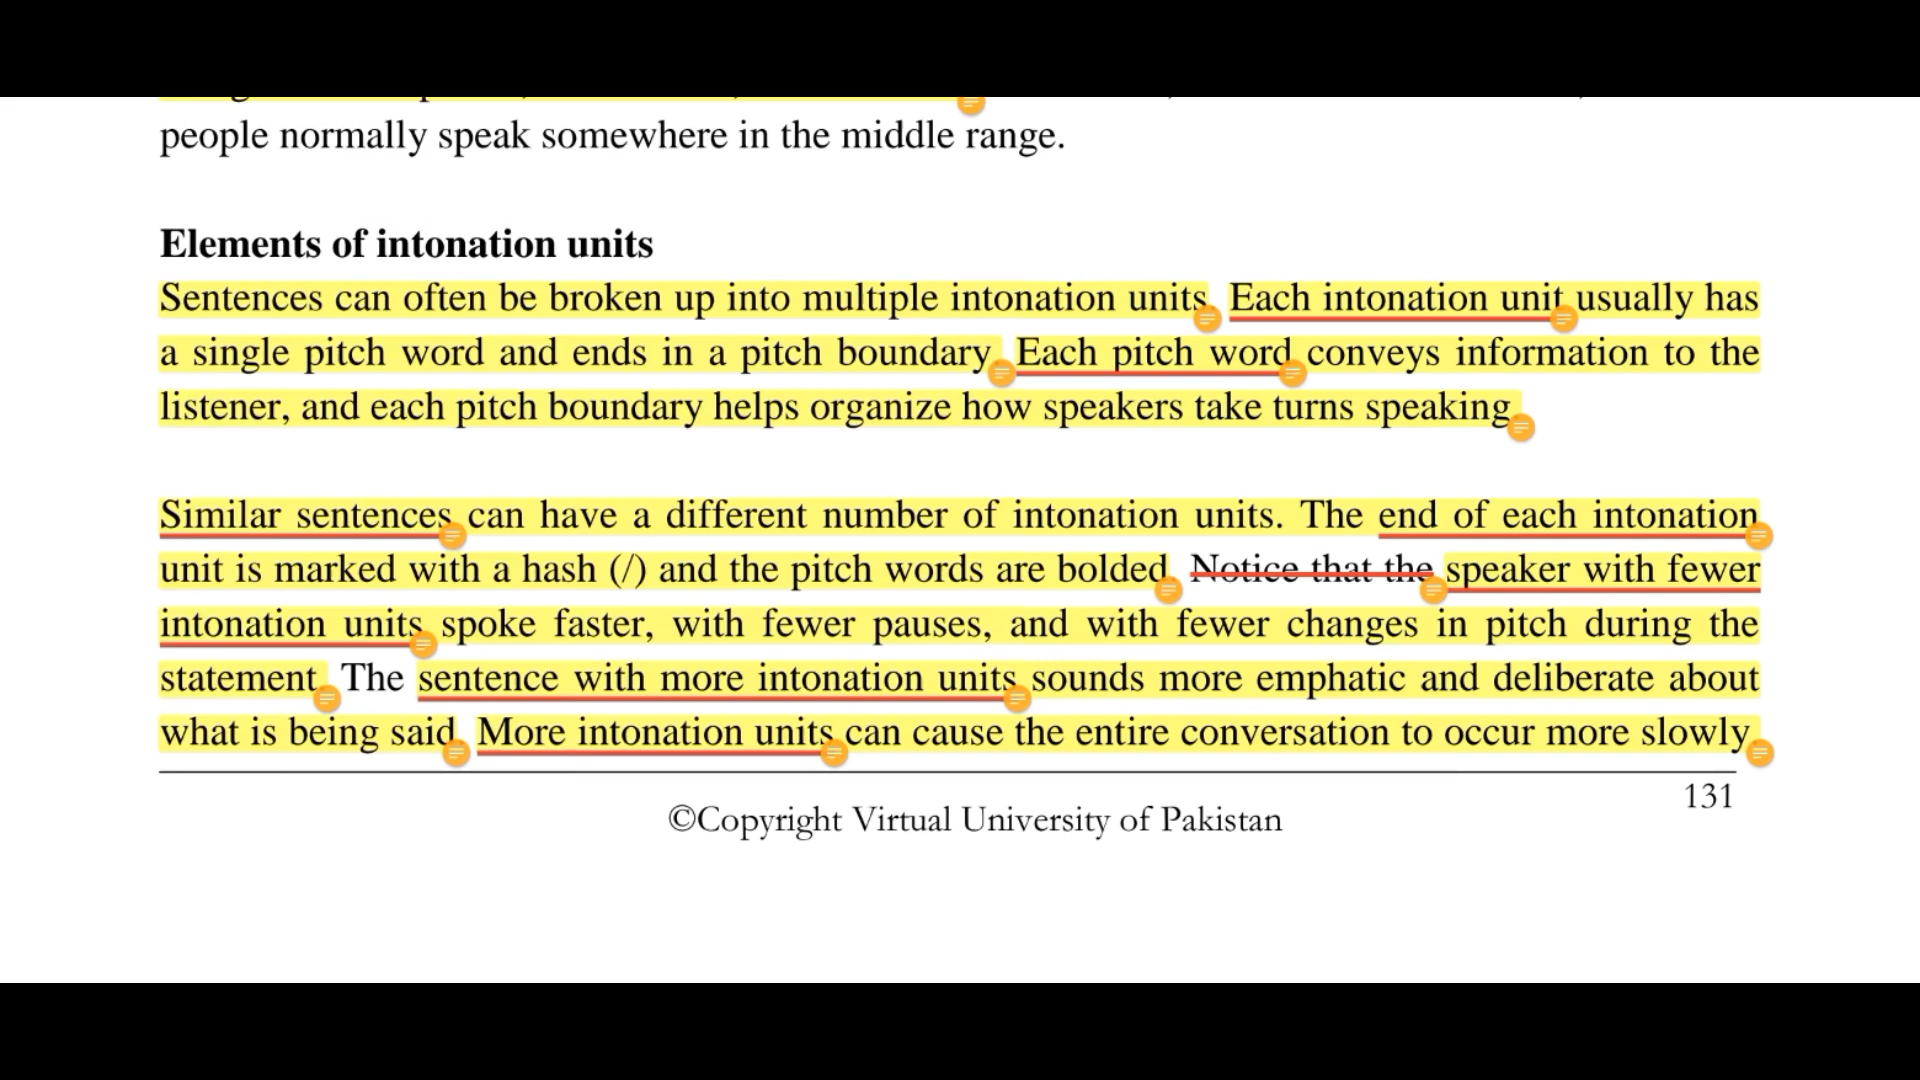 people normally speak somewhere in the middle range.
Elements of intonation units
Sentences can often be broken up into multiple intonation units. Each intonation unit usually has
a single pitch word and ends in a pitch boundary. Each pitch word conveys information to the
listener, and each pitch boundary helps organize how speakers take turns speaking.
Similar sentences can have a different number of intonation units. The end of each intonation
unit is marked with a hash (/) and the pitch words are bolded. Notice that the speaker with fewer
intonation units spoke faster, with fewer pauses, and with fewer changes in pitch during the
statement. The sentence with more intonation units sounds more emphatic and deliberate about
what is being said. More intonation units can cause the entire conversation to occur more slowly.
131
©Copyright Virtual University of Pakistan